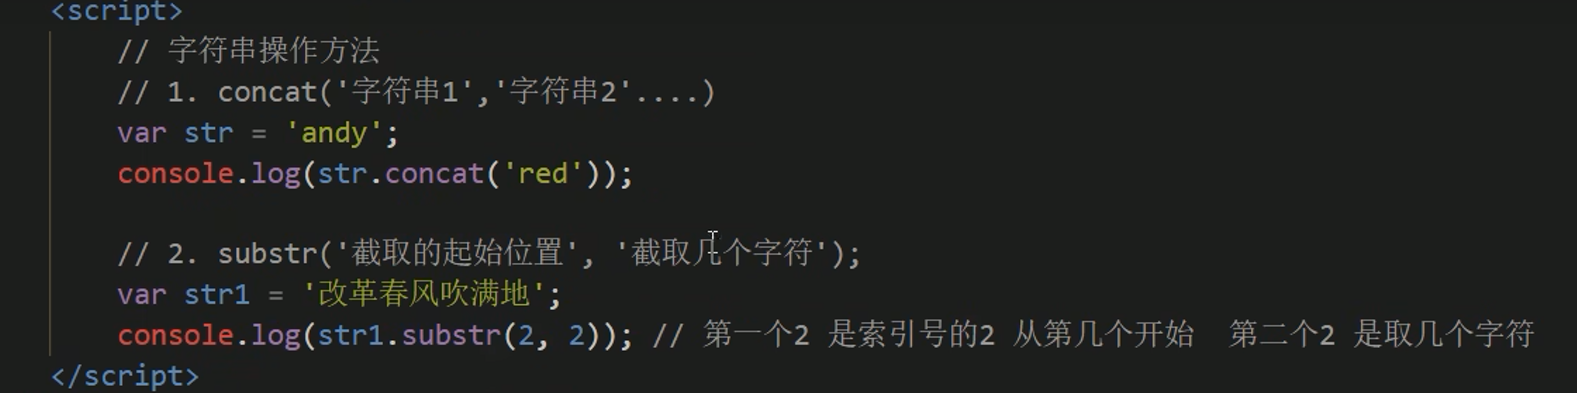 <script>
// 字符串操作方法
// 1. concat('字符串1','字符串2'....)
var str = 'andy';
console.log(str.concat('red'));
// 2. substr('截取的起始位置', '截取几个字符');
var str1 = '改革春风吹满地';
console.log(str1.substr(2, 2)); // 第一个2 是索引号的2 从第几个开始  第二个2 是取几个字符
</script>